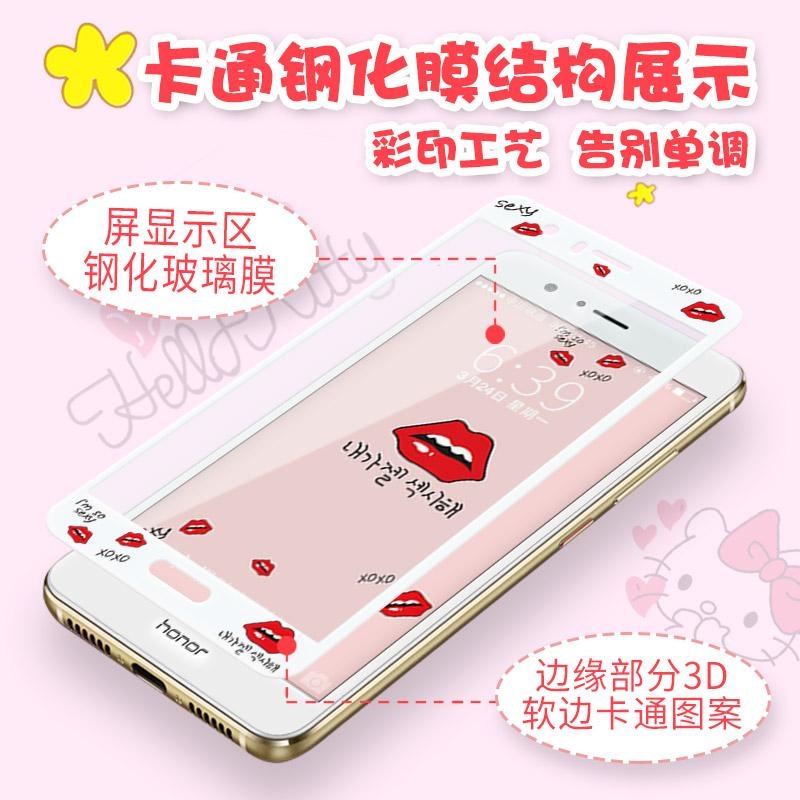 卡通钢化膜结构展示
彩印工艺 告别单调
屏显示区
钢化玻璃膜
Hello Kitty
sexy
xoxo
I'm so
sexy
xoxo
6:39
3月24日 星期一
내가젤섹시해
I'm so
sexy
xoxo
xy
xoxo
honor
내가젤섹시해
边缘部分3D
软边卡通图案